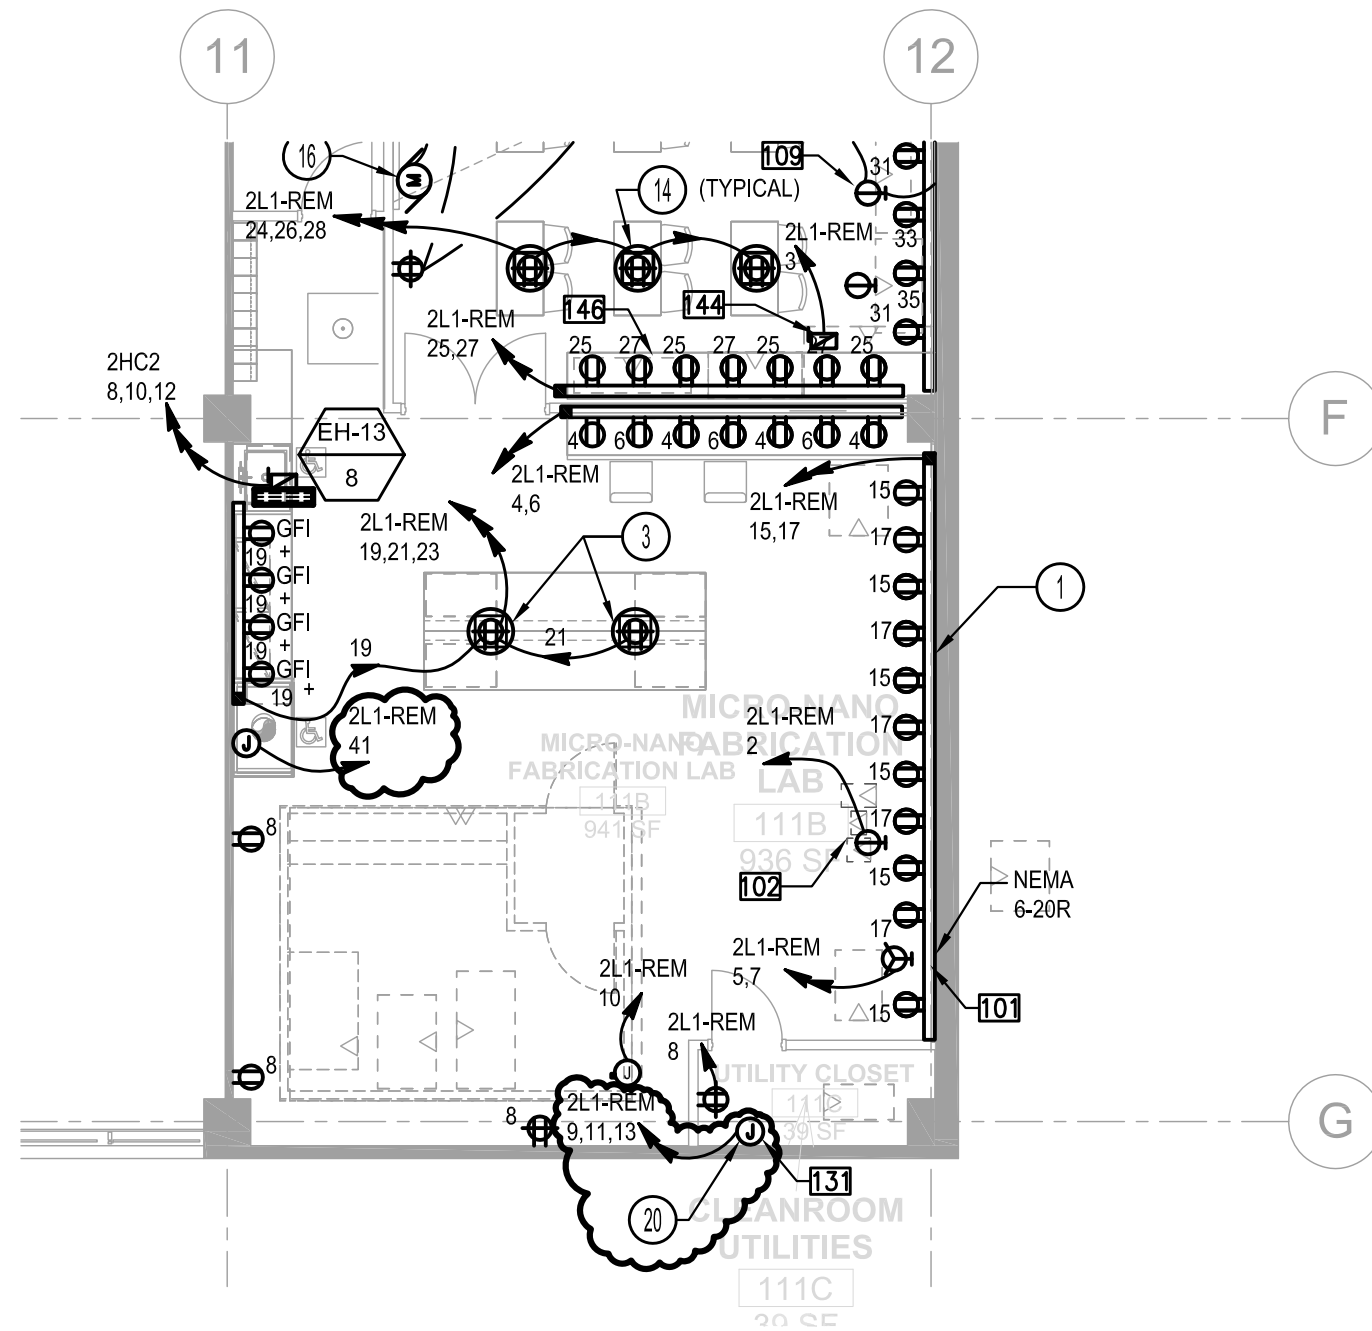 11
12
16
109
31
14
(TYPICAL)
2L1-REM
24,26,28
2L1-REM
3
33
35
31
146
144
2L1-REM
25,27
25
27
25
27
25
27
25
2HC2
8,10,12
F
EH-13
8
4
6
4
6
4
6
4
2L1-REM
4,6
2L1-REM
15,17
2L1-REM
19,21,23
3
15
17
15
17
15
17
15
17
15
17
15
GFI
+
19
GFI
+
19
GFI
+
19
GFI
+
19
19
19
21
1
2L1-REM
41
J
MICRO-NANO
FABRICATION LAB
111B
941 SF
MICRO-NANO
FABRICATION
LAB
111B
936 SF
2L1-REM
2
102
8
NEMA
6-20R
2L1-REM
5,7
101
2L1-REM
10
2L1-REM
8
J
8
UTILITY CLOSET
111C
39 SF
8
2L1-REM
9,11,13
J
131
20
G
CLEANROOM
UTILITIES
111C
39 SF
M